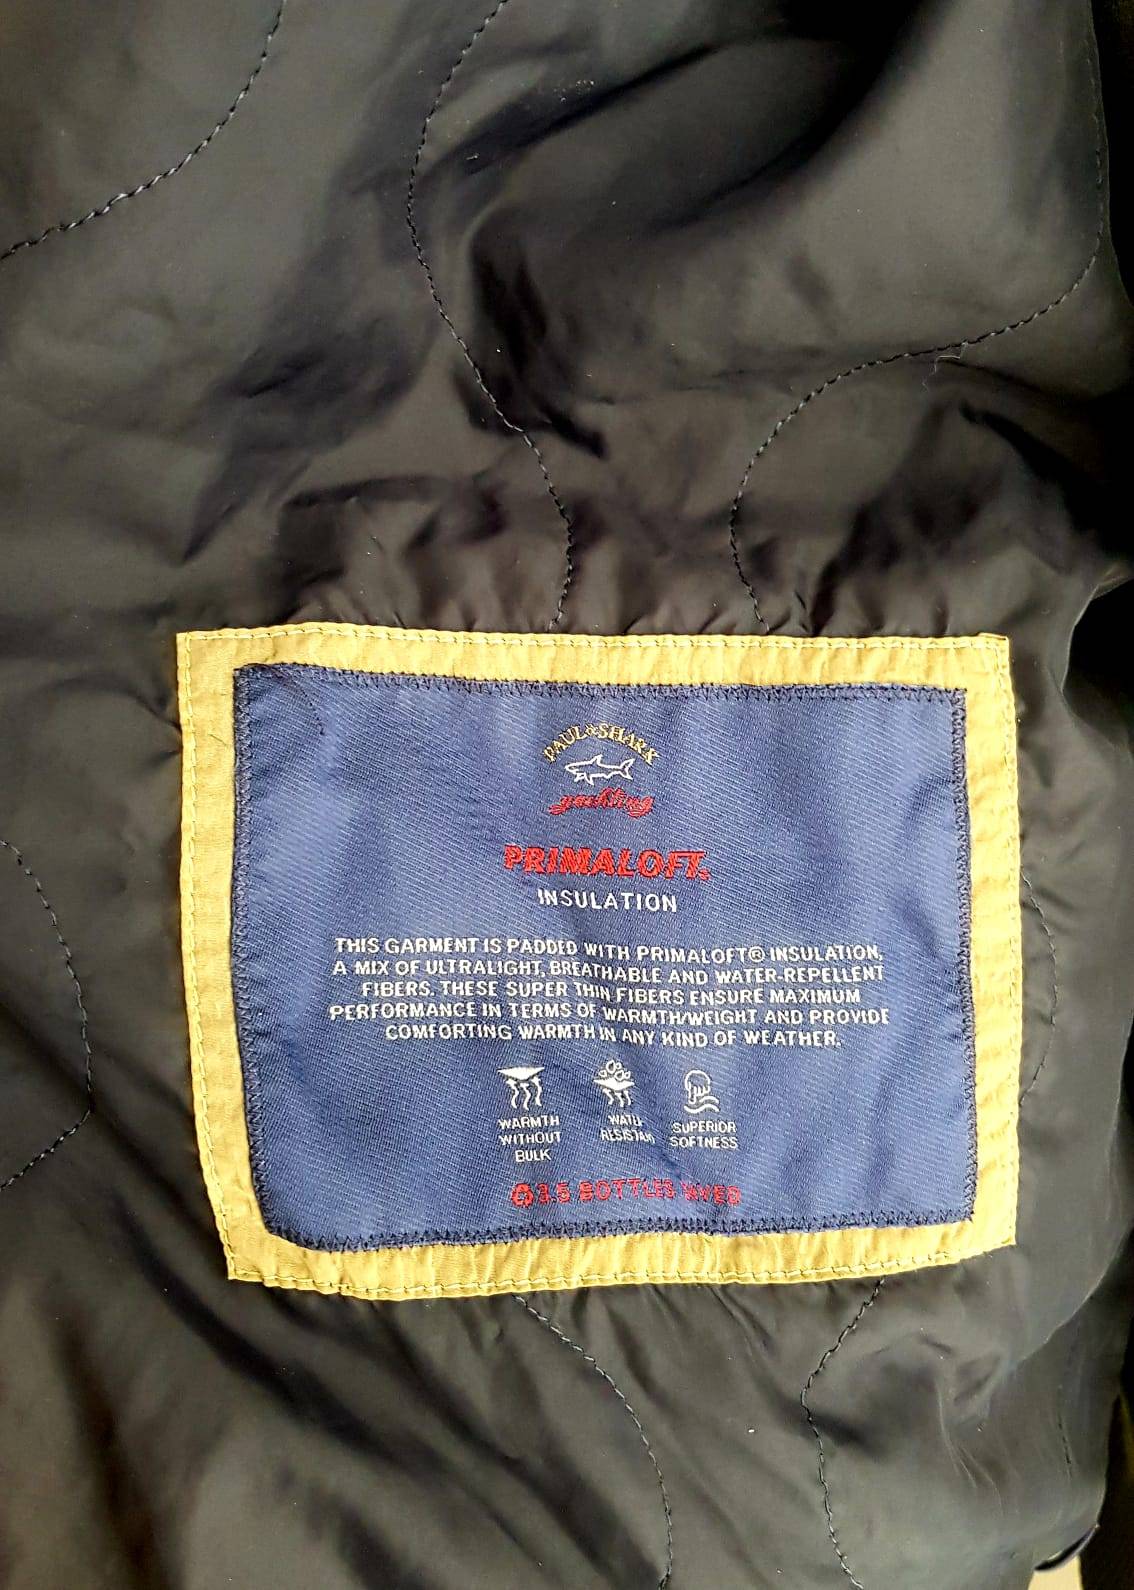 PAUL & SHARK
yachting
PRIMALOFT®
INSULATION
THIS GARMENT IS PADDED WITH PRIMALOFT® INSULATION,
A MIX OF ULTRALIGHT, BREATHABLE AND WATER-REPELLENT
FIBERS. THESE SUPER THIN FIBERS ENSURE MAXIMUM
PERFORMANCE IN TERMS OF WARMTH/WEIGHT AND PROVIDE
COMFORTING WARMTH IN ANY KIND OF WEATHER.
WARMTH WITHOUT BULK
WATER RESISTANT
SUPERIOR SOFTNESS
BOTTLES